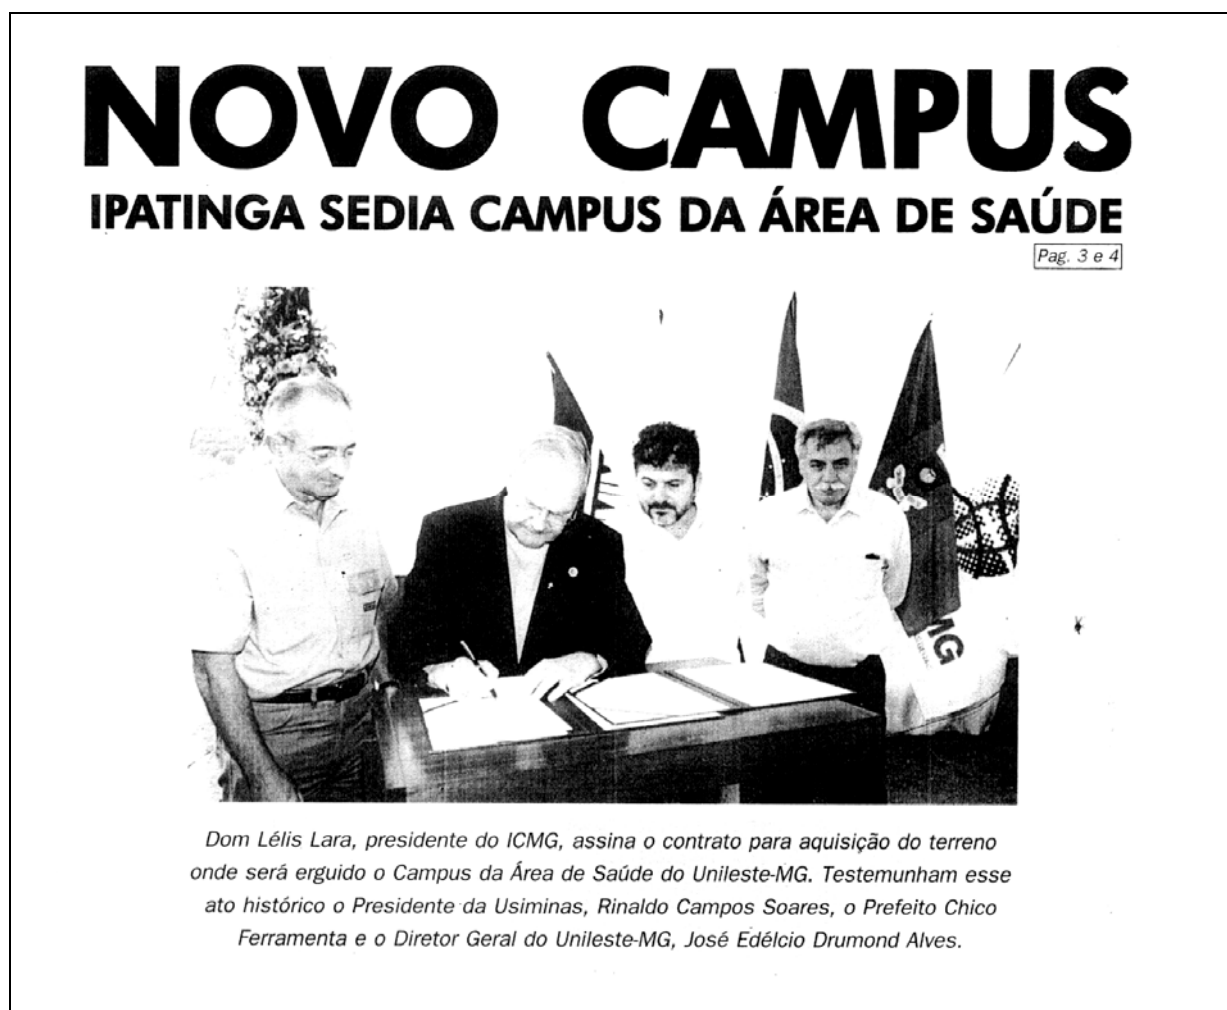 NOVO CAMPUS
IPATINGA SEDIA CAMPUS DA ÁREA DE SAÚDE
Pag. 3 e 4
MG
Dom Lélis Lara, presidente do ICMG, assina o contrato para aquisição do terreno
onde será erguido o Campus da Área de Saúde do Unileste-MG. Testemunham esse
ato histórico o Presidente da Usiminas, Rinaldo Campos Soares, o Prefeito Chico
Ferramenta e o Diretor Geral do Unileste-MG, José Edélcio Drumond Alves.